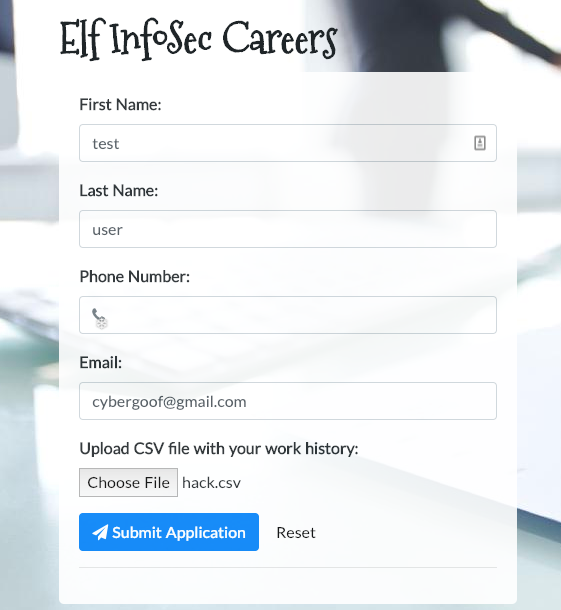 Elf InfoSec Careers
First Name:
test
Last Name:
user
Phone Number:
Email:
cybergoof@gmail.com
Upload CSV file with your work history:
Choose File hack.csv
Submit Application Reset